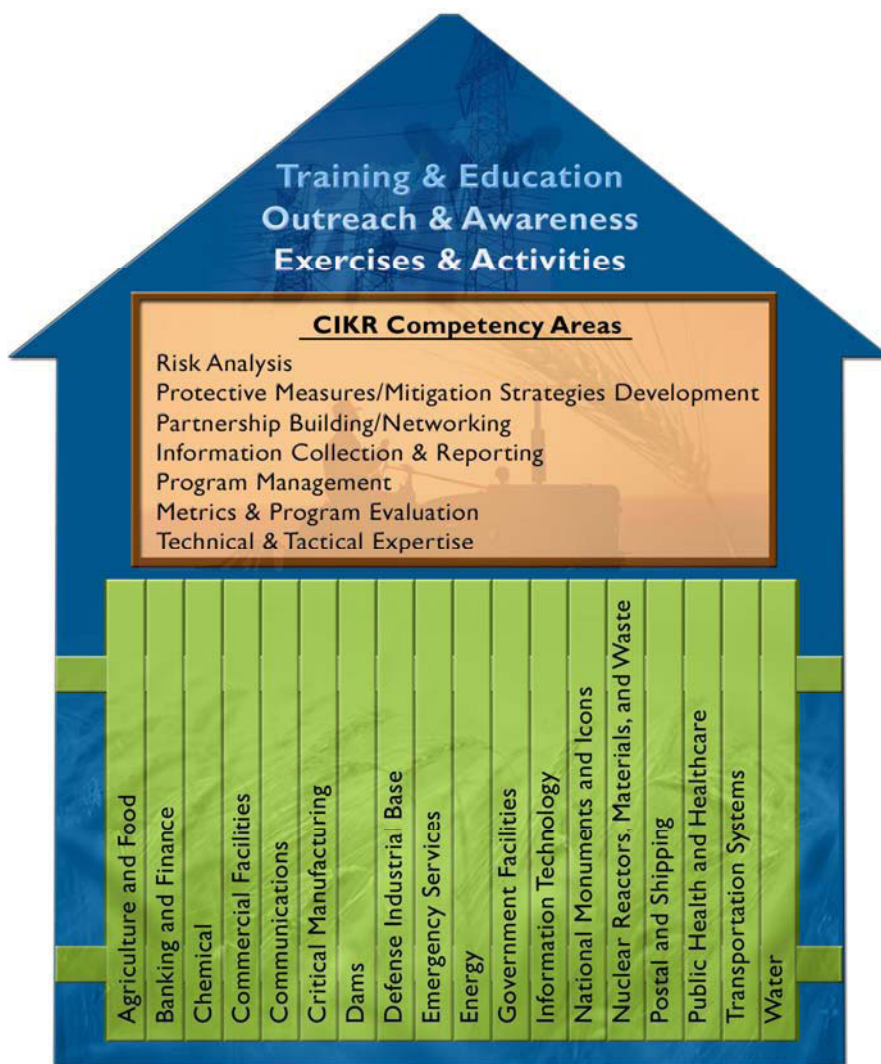 Training & Education
Outreach & Awareness
Exercises & Activities
CIKR Competency Areas
Risk Analysis
Protective Measures/Mitigation Strategies Development
Partnership Building/Networking
Information Collection & Reporting
Program Management
Metrics & Program Evaluation
Technical & Tactical Expertise
Agriculture and Food
Banking and Finance
Chemical
Commercial Facilities
Communications
Critical Manufacturing
Dams
Defense Industrial Base
Emergency Services
Energy
Government Facilities
Information Technology
National Monuments and Icons
Nuclear Reactors, Materials, and Waste
Postal and Shipping
Public Health and Healthcare
Transportation Systems
Water